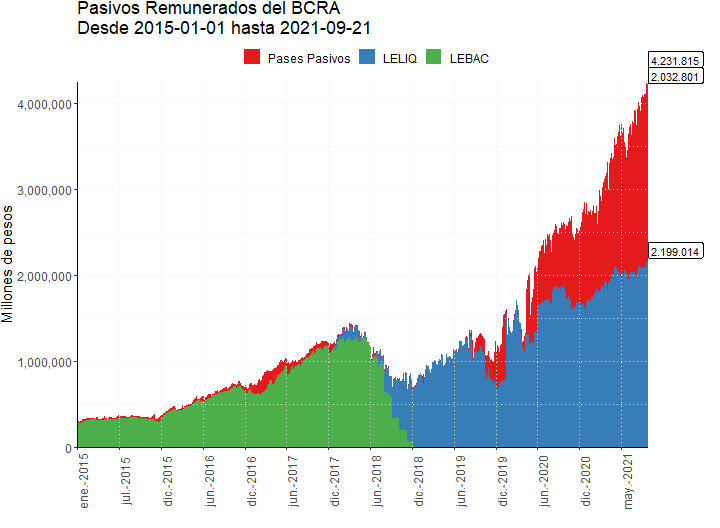 Pasivos Remunerados del BCRA
Desde 2015-01-01 hasta 2021-09-21
Pases Pasivo LELIQ LEBAC
4.231.815
2.032.801
2.199.014
Millones de pesos
4,000,000
3,000,000
2,000,000
1,000,000
0
ene.-2015
jul.-2015
dic.-2015
jun.-2016
dic.-2016
jun.-2017
dic.-2017
jun.-2018
dic.-2018
jun.-2019
dic.-2019
jun.-2020
dic.-2020
may.-2021